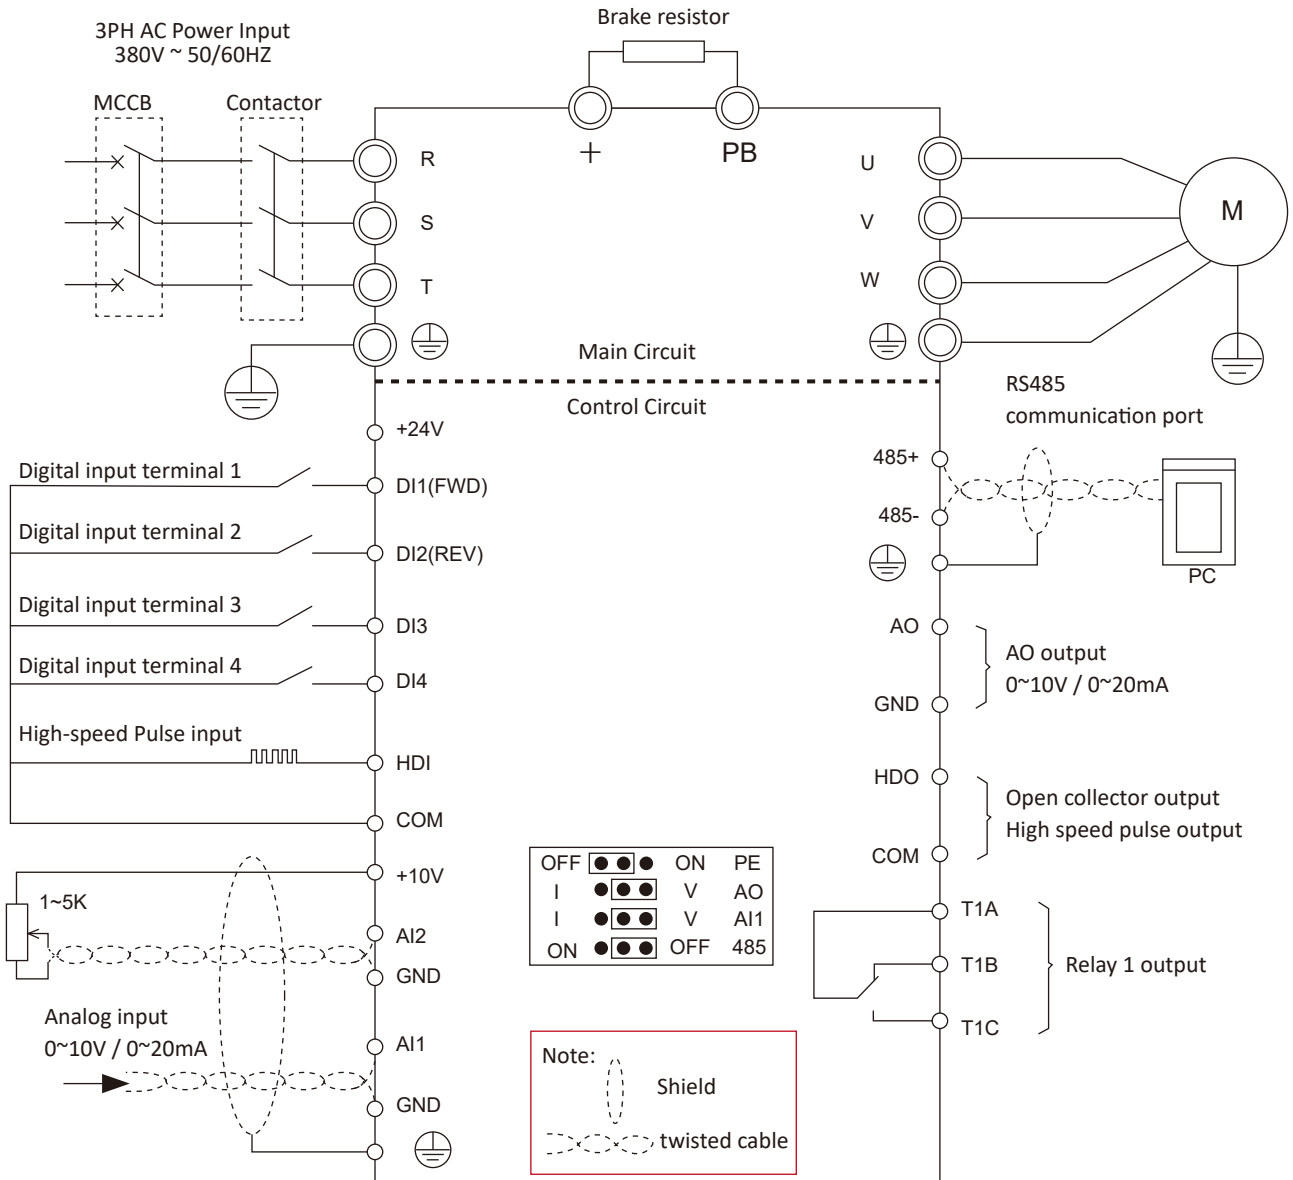 Brake resistor
3PH AC Power Input
380V ~ 50/60HZ
MCCB
Contactor
R
S
T
+
PB
U
V
W
M
Main Circuit
Control Circuit
+24V
Digital input terminal 1
DI1(FWD)
Digital input terminal 2
DI2(REV)
Digital input terminal 3
DI3
Digital input terminal 4
DI4
High-speed Pulse input
HDI
COM
+10V
1~5K
AI2
GND
Analog input
0~10V / 0~20mA
AI1
GND
RS485
communication port
485+
485-
PC
AO
AO output
0~10V / 0~20mA
GND
HDO
Open collector output
High speed pulse output
COM
T1A
T1B
Relay 1 output
T1C
OFF ON PE
I V AO
I V AI1
ON OFF 485
Note:
Shield
twisted cable